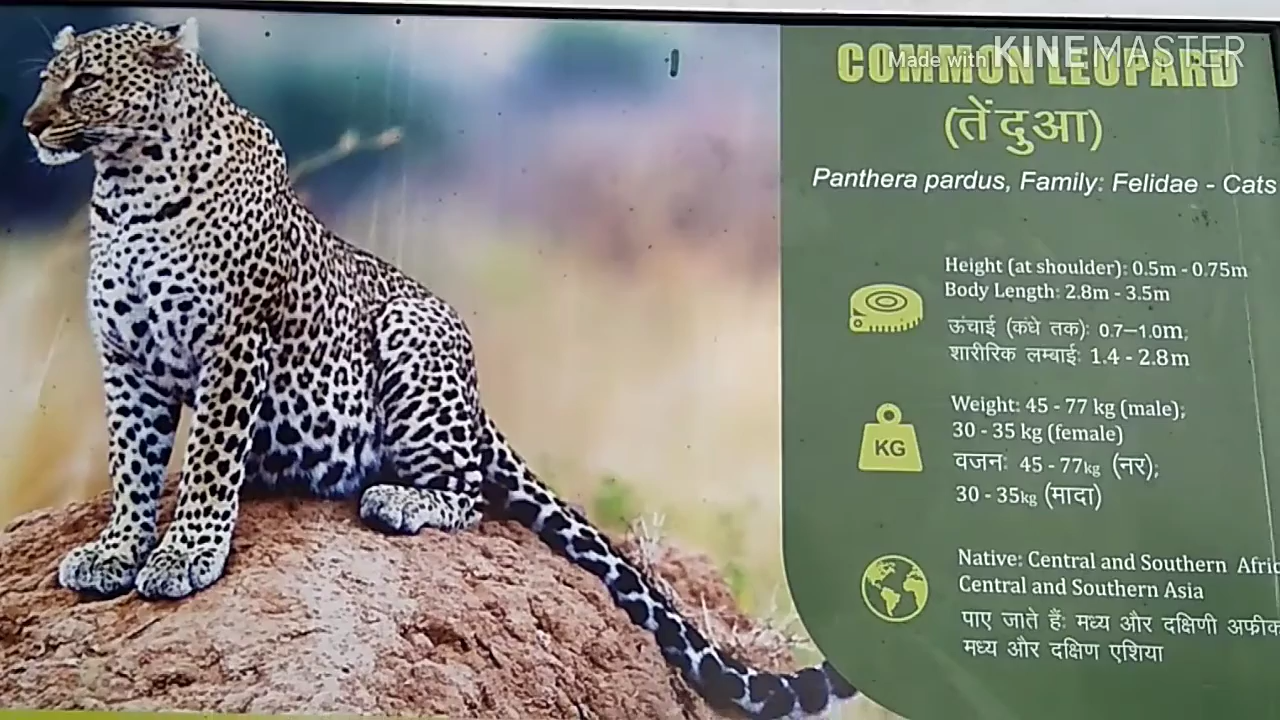 Made with KINEMASTER
COMMON LEOPARD
(तेंदुआ)
Panthera pardus, Family: Felidae - Cats
Height (at shoulder): 0.5m - 0.75m
Body Length: 2.8m - 3.5m
ऊंचाई (कंधे तक): 0.7–1.0m,
शारीरिक लम्बाई: 1.4 - 2.8m
Weight: 45 - 77 kg (male);
30 - 35 kg (female)
KG
वजन: 45 - 77kg (नर);
30 - 35kg (मादा)
Native: Central and Southern Afric
Central and Southern Asia
पाए जाते हैं: मध्य और दक्षिणी अफ्रीक
मध्य और दक्षिण एशिया